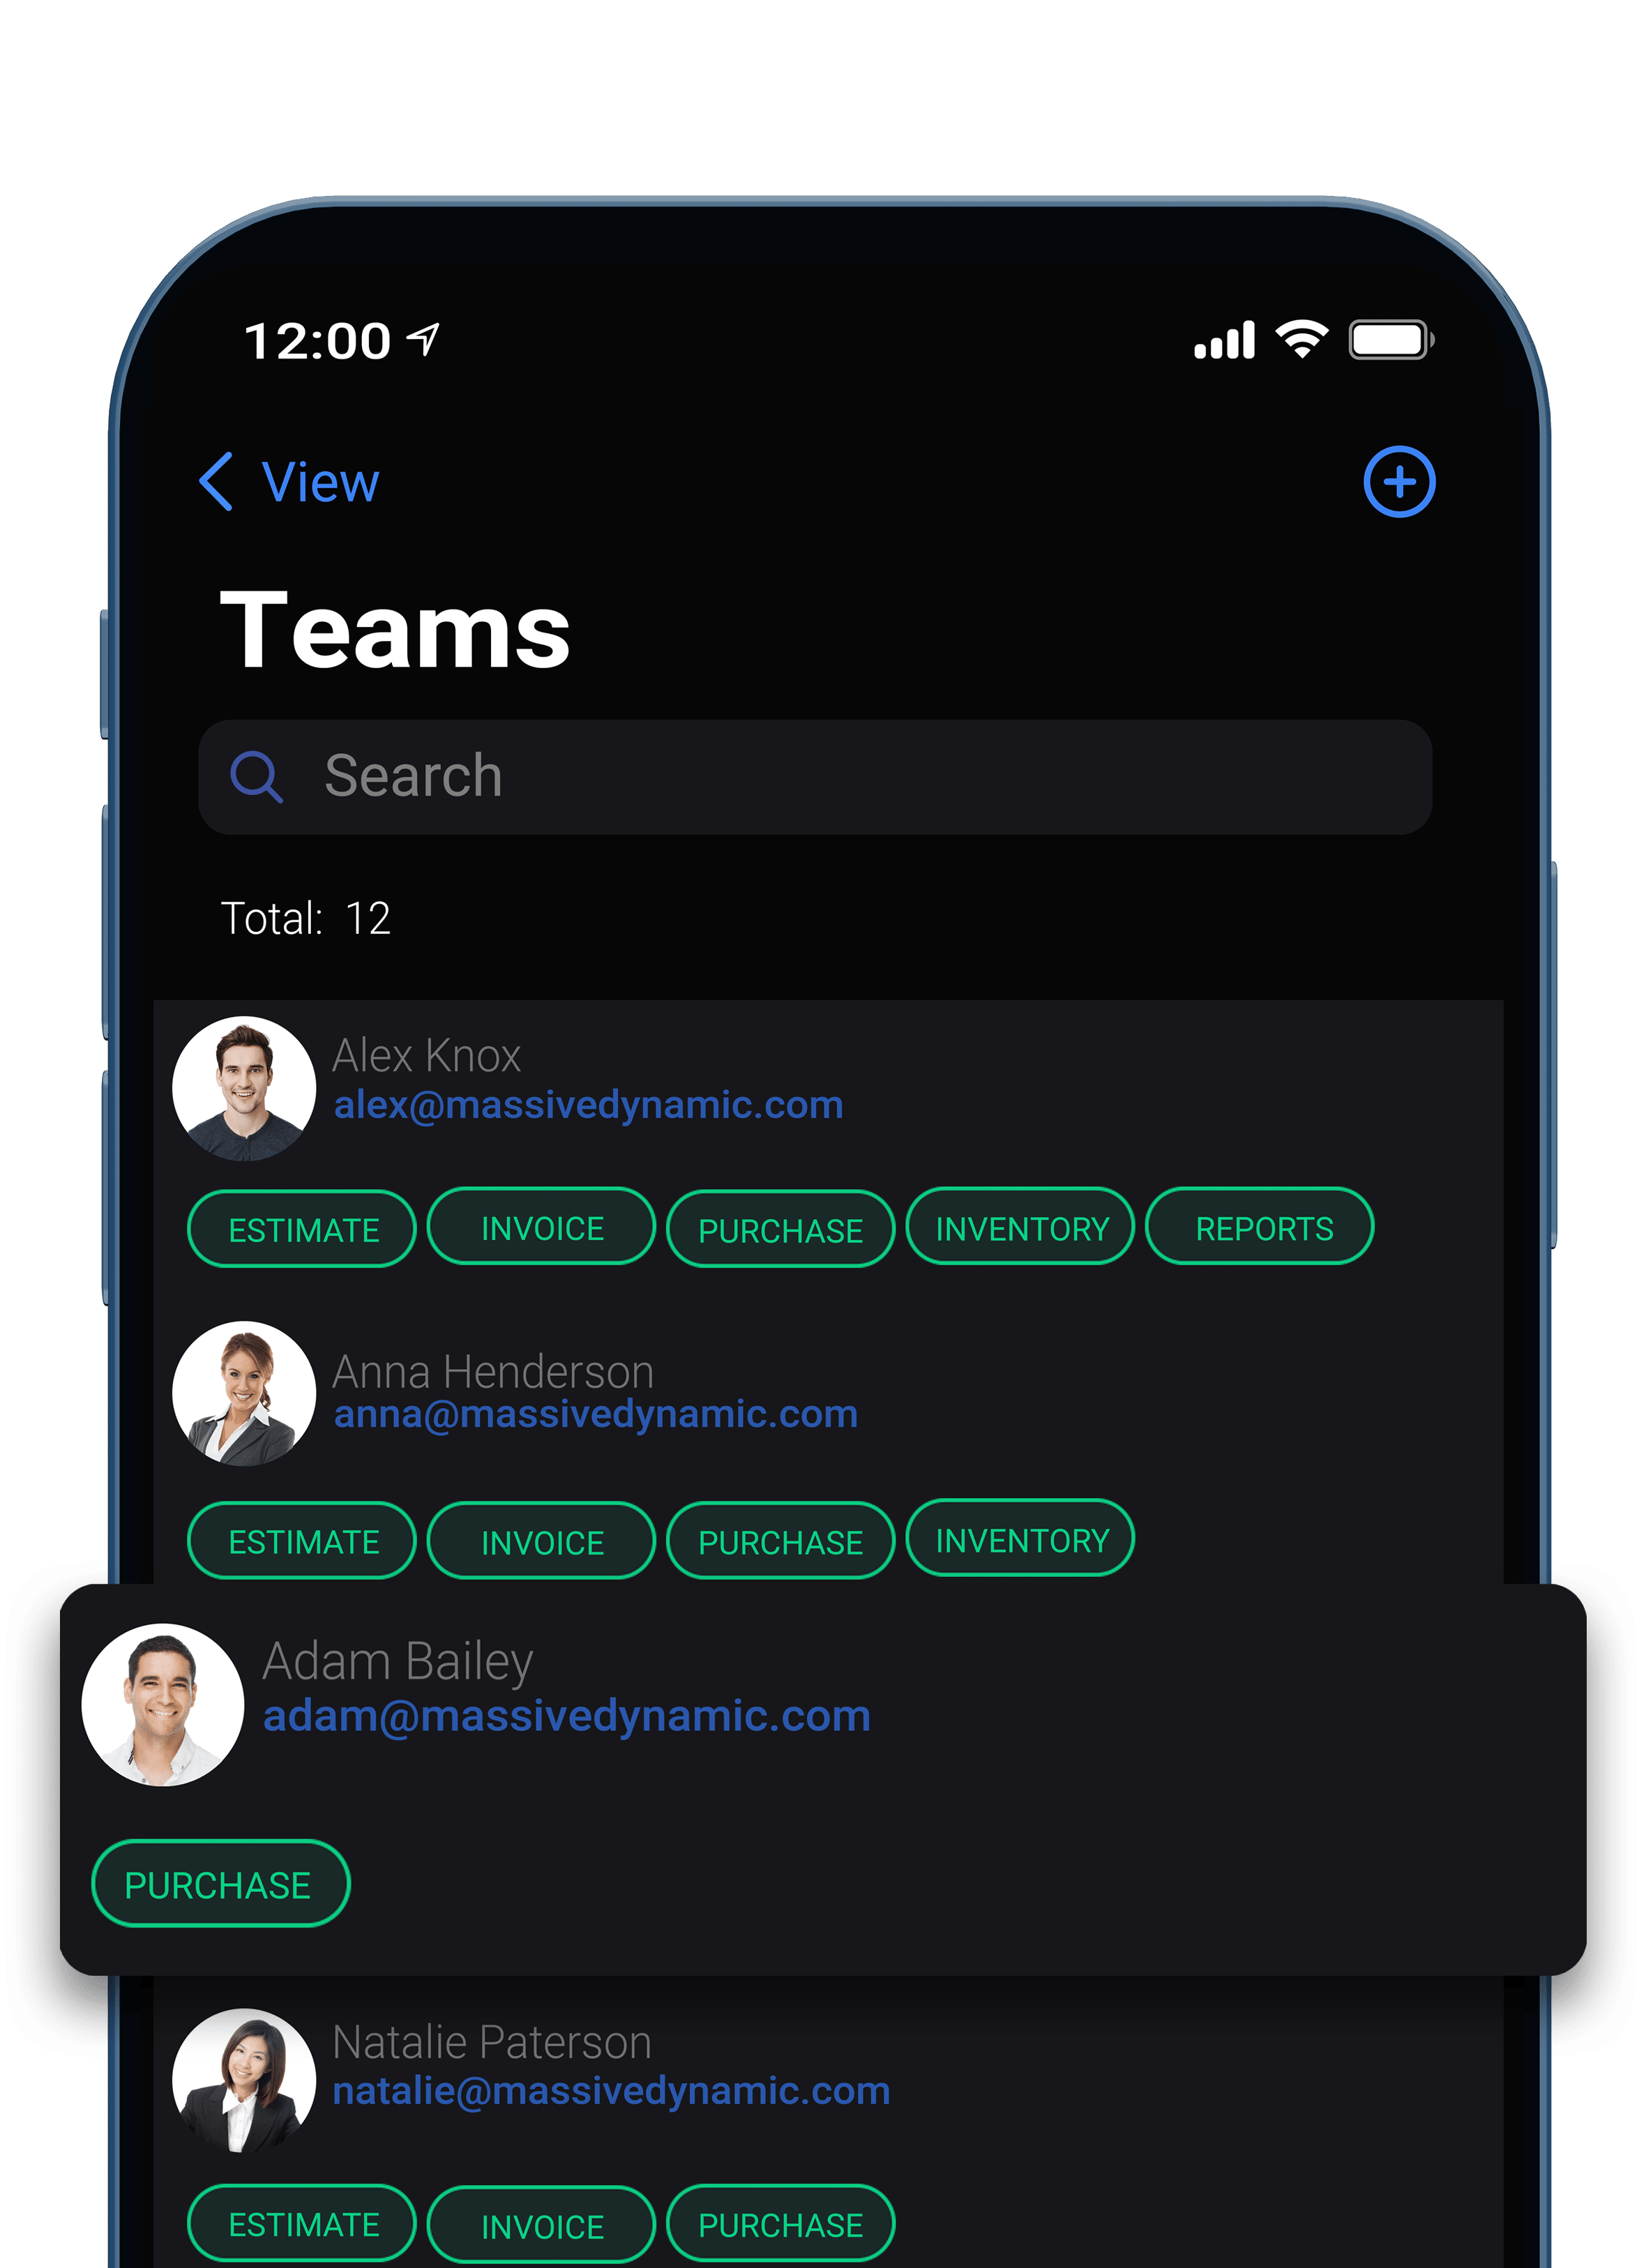 12:00
View
Teams
Search
Total: 12
Alex Knox
alex@massivedynamic.com
ESTIMATE INVOICE PURCHASE INVENTORY REPORTS
Anna Henderson
anna@massivedynamic.com
ESTIMATE INVOICE PURCHASE INVENTORY
Adam Bailey
adam@massivedynamic.com
PURCHASE
Natalie Paterson
natalie@massivedynamic.com
ESTIMATE INVOICE PURCHASE